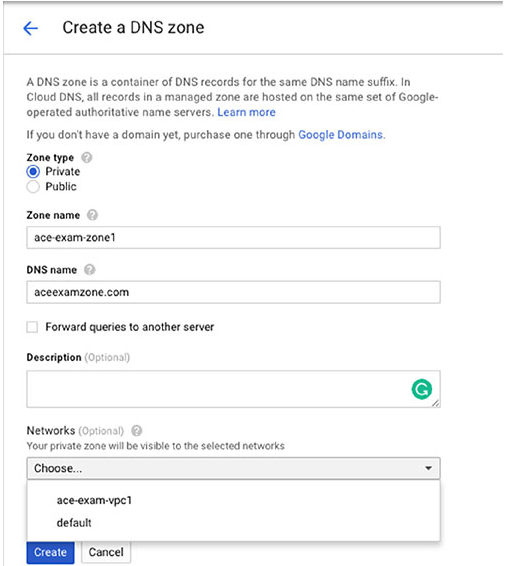 Create a DNS zone
A DNS zone is a container of DNS records for the same DNS name suffix. In
Cloud DNS, all records in a managed zone are hosted on the same set of Google-
operated authoritative name servers. Learn more
If you don't have a domain yet, purchase one through Google Domains.
Zone type ?
Private
Public
Zone name ?
ace-exam-zone1
DNS name ?
aceexamzone.com
Forward queries to another server
Description (Optional)
G
Networks (Optional) ?
Your private zone will be visible to the selected networks
Choose...
ace-exam-vpc1
default
Create Cancel